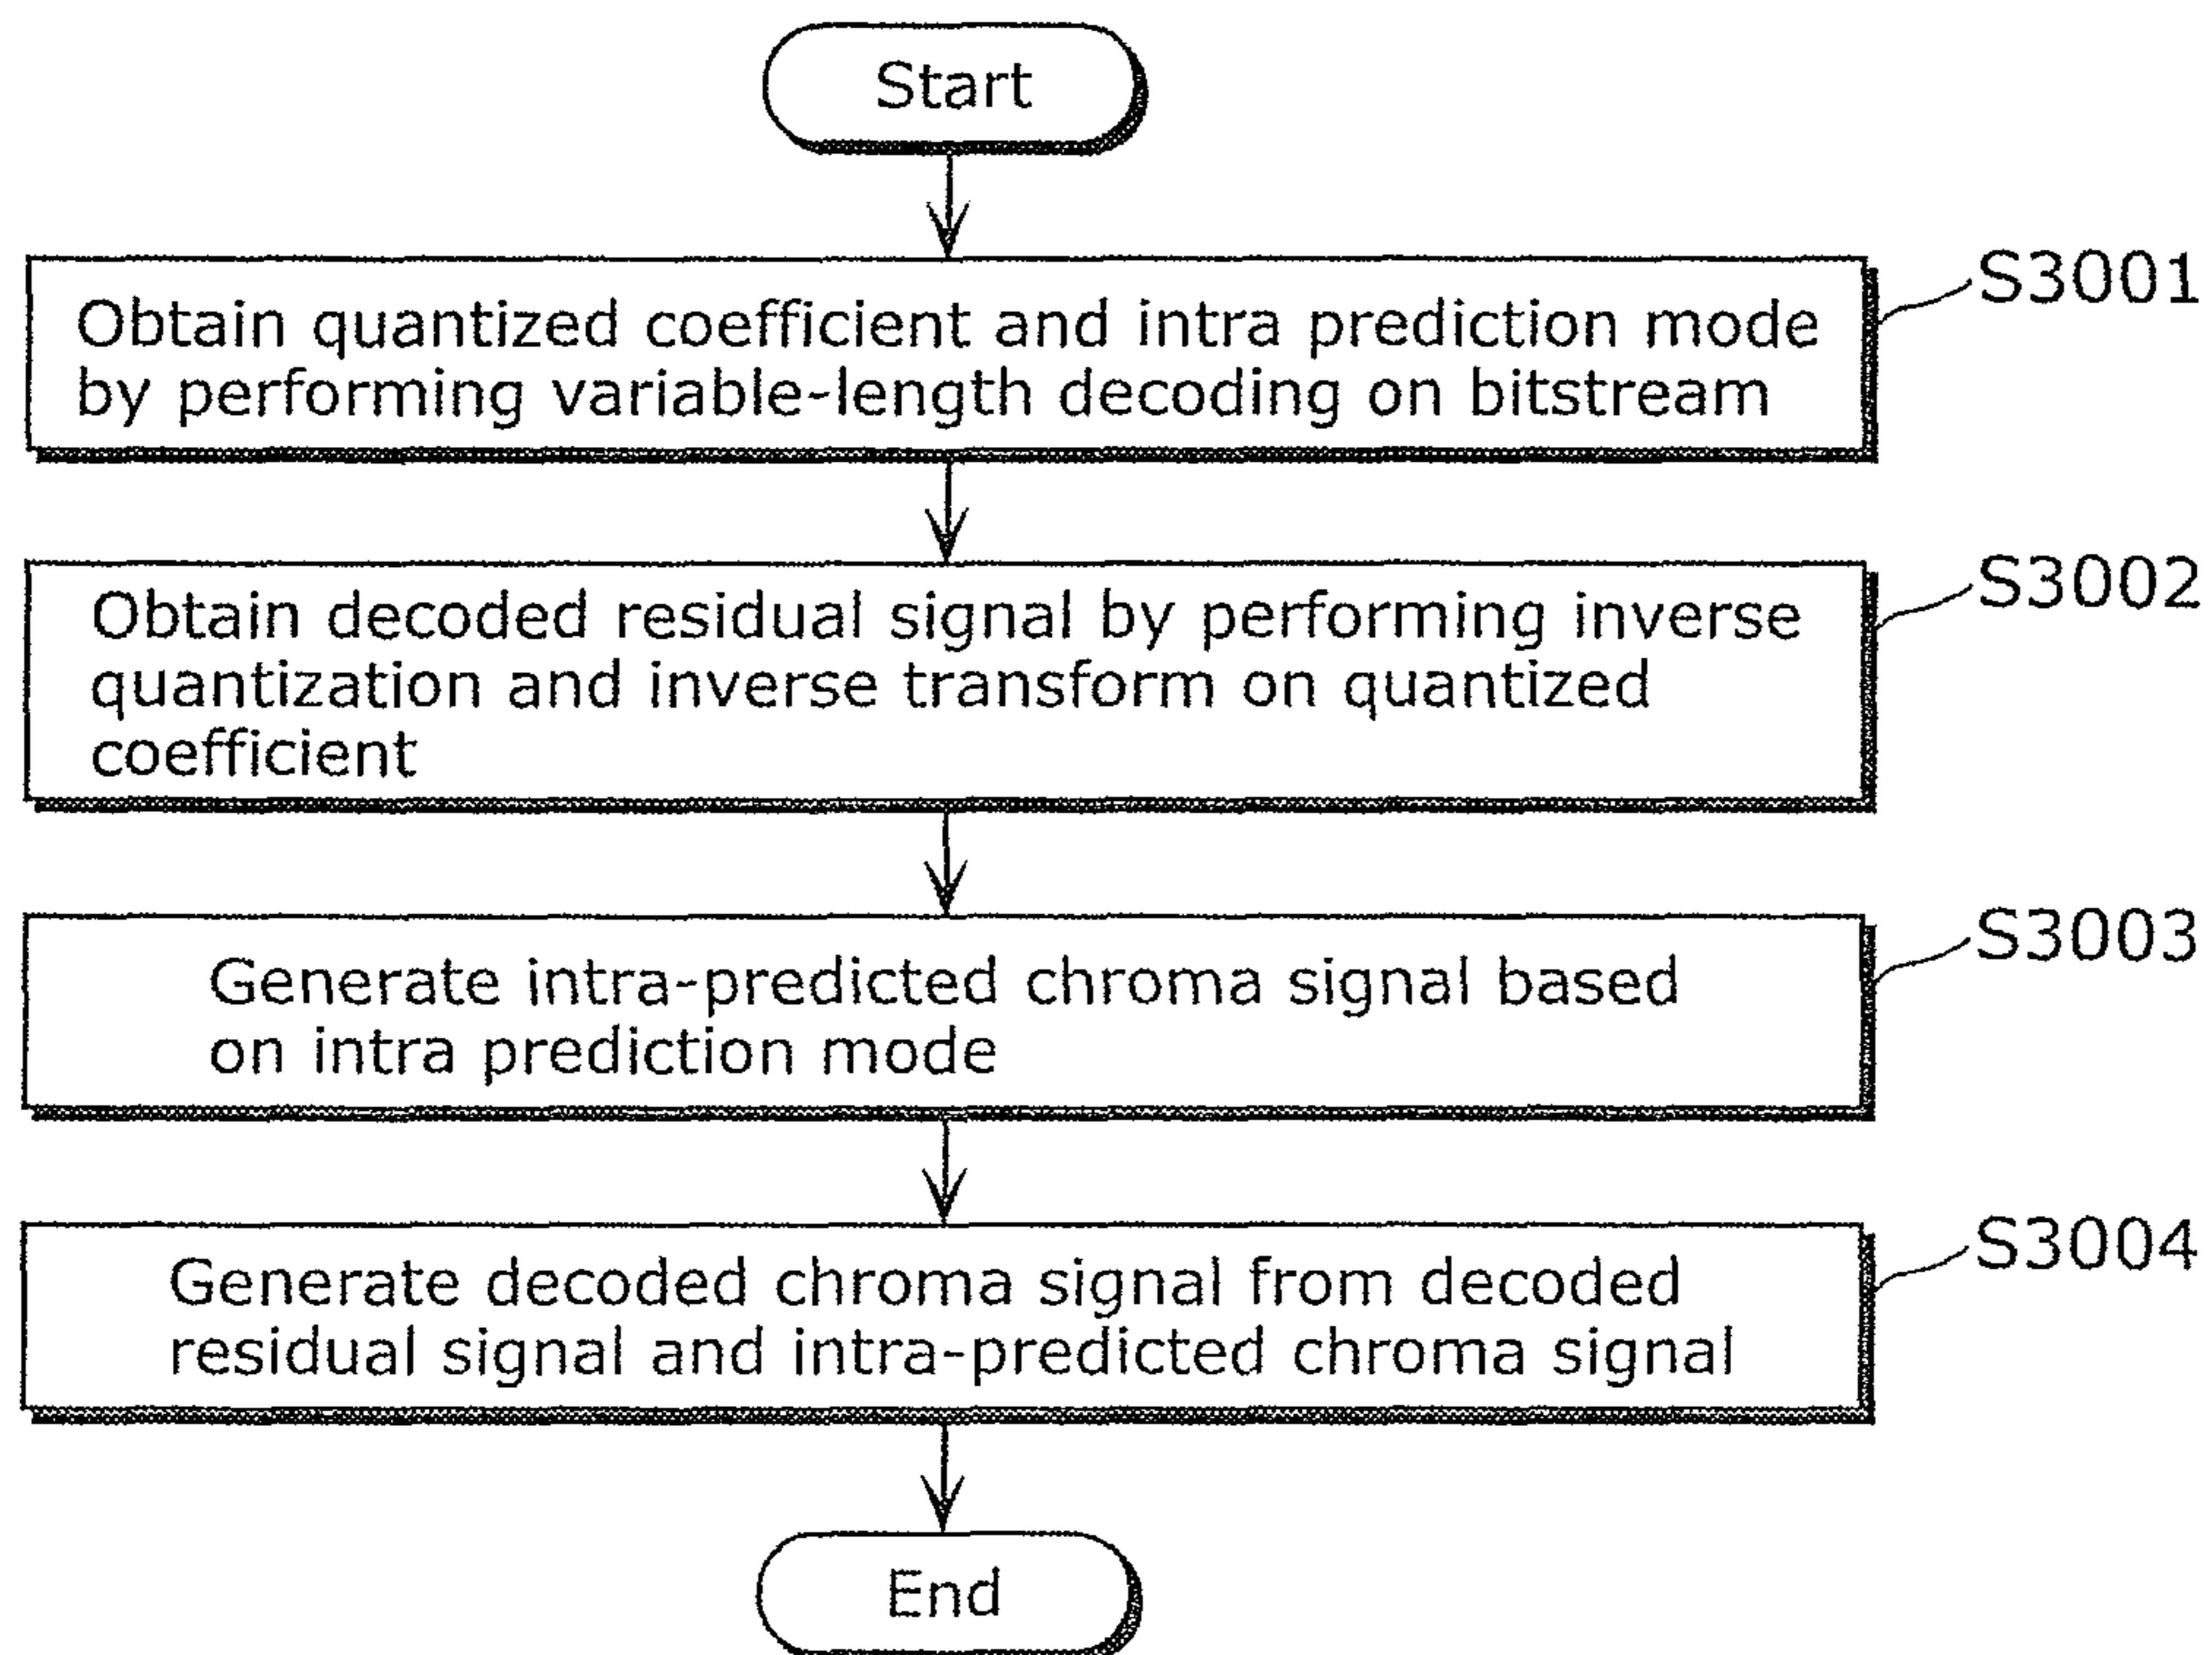 Start
S3001
Obtain quantized coefficient and intra prediction mode
by performing variable-length decoding on bitstream
S3002
Obtain decoded residual signal by performing inverse
quantization and inverse transform on quantized
coefficient
S3003
Generate intra-predicted chroma signal based
on intra prediction mode
S3004
Generate decoded chroma signal from decoded
residual signal and intra-predicted chroma signal
End